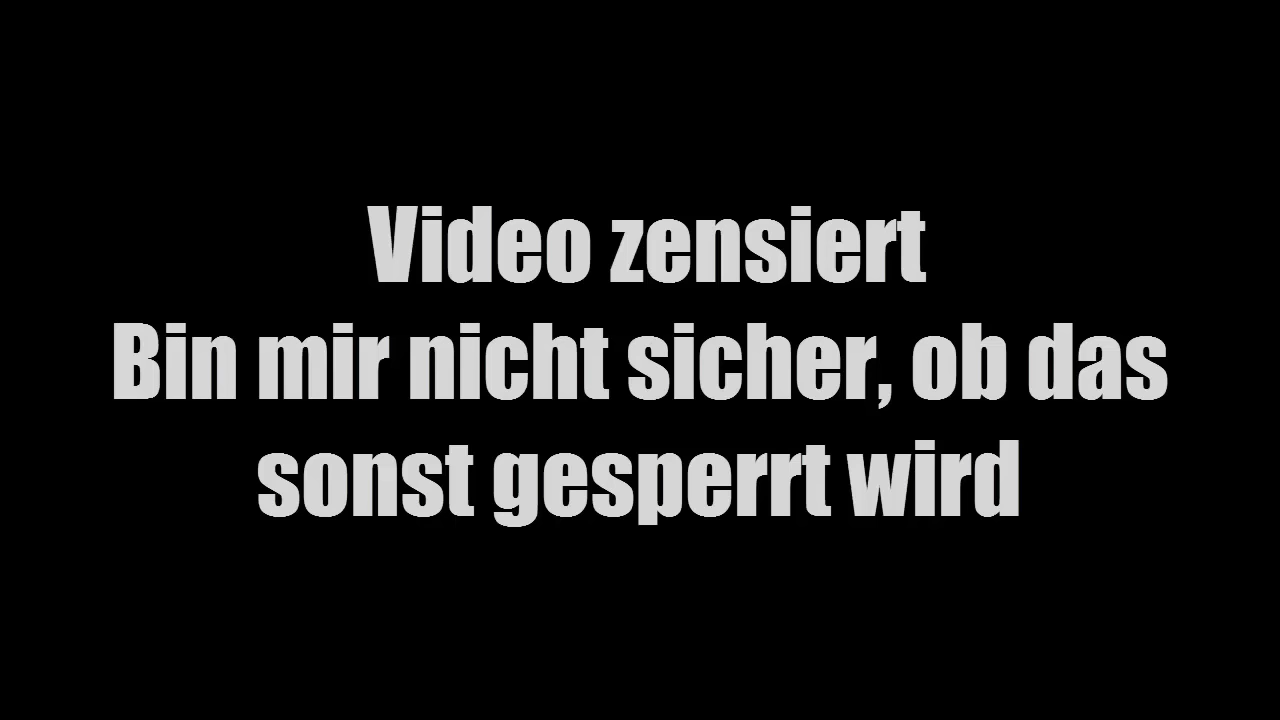 Video zensiert
Bin mir nicht sicher, ob das
sonst gesperrt wird